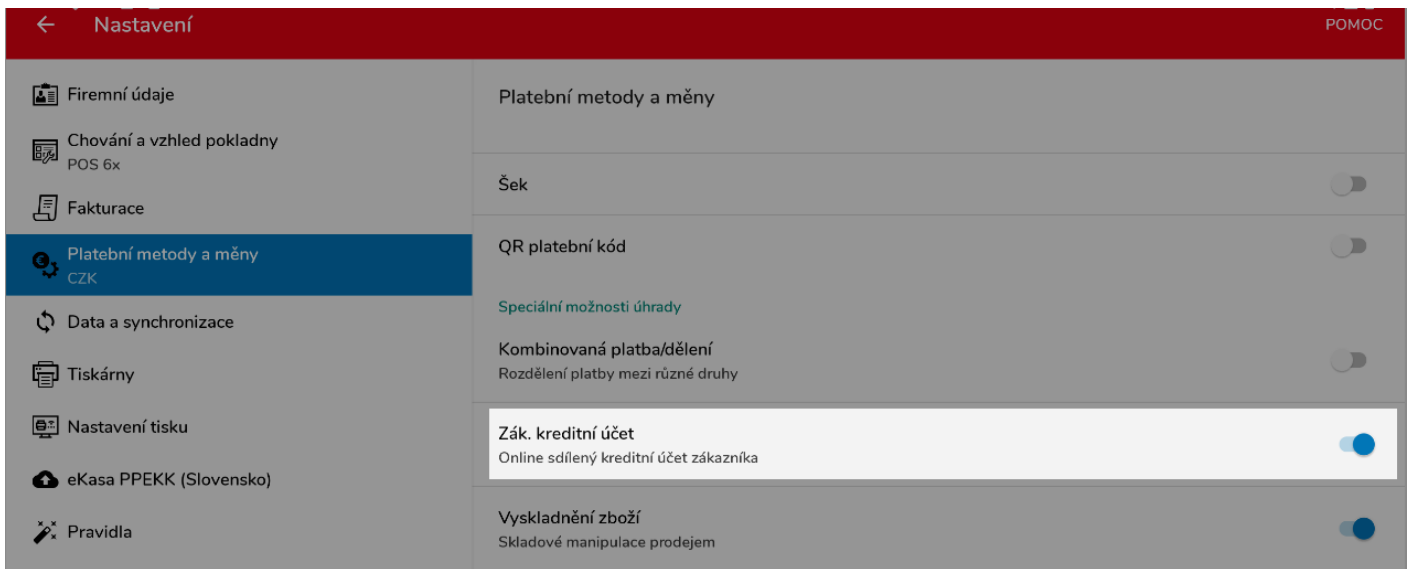 Nastavení
POMOC
Firemní údaje
Chování a vzhled pokladny
POS 6x
Fakturace
Platební metody a měny
CZK
Data a synchronizace
Tiskárny
Nastavení tisku
eKasa PPEKK (Slovensko)
Pravidla
Platební metody a měny
Šek
QR platební kód
Speciální možnosti úhrady
Kombinovaná platba/dělení
Rozdělení platby mezi různé druhy
Zák. kreditní účet
Online sdílený kreditní účet zákazníka
Vyskladnění zboží
Skladové manipulace prodejem